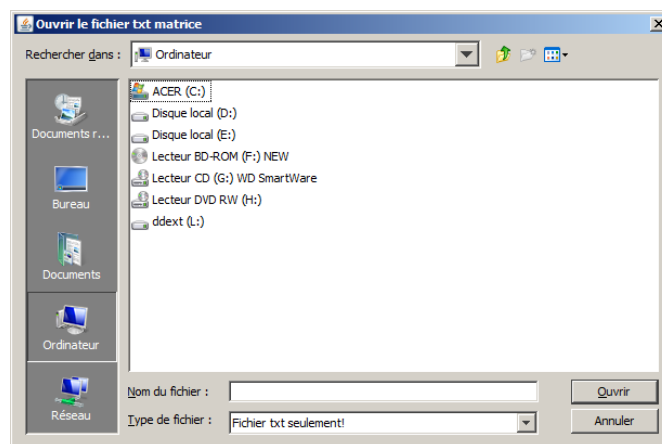 Ouvrir le fichier txt matrice
Rechercher dans :
Ordinateur
Documents r...
Bureau
Documents
Ordinateur
Réseau
ACER (C:)
Disque local (D:)
Disque local (E:)
Lecteur BD-ROM (F:) NEW
Lecteur CD (G:) WD SmartWare
Lecteur DVD RW (H:)
ddext (L:)
Nom du fichier :
Ouvrir
Type de fichier :
Fichier txt seulement!
Annuler